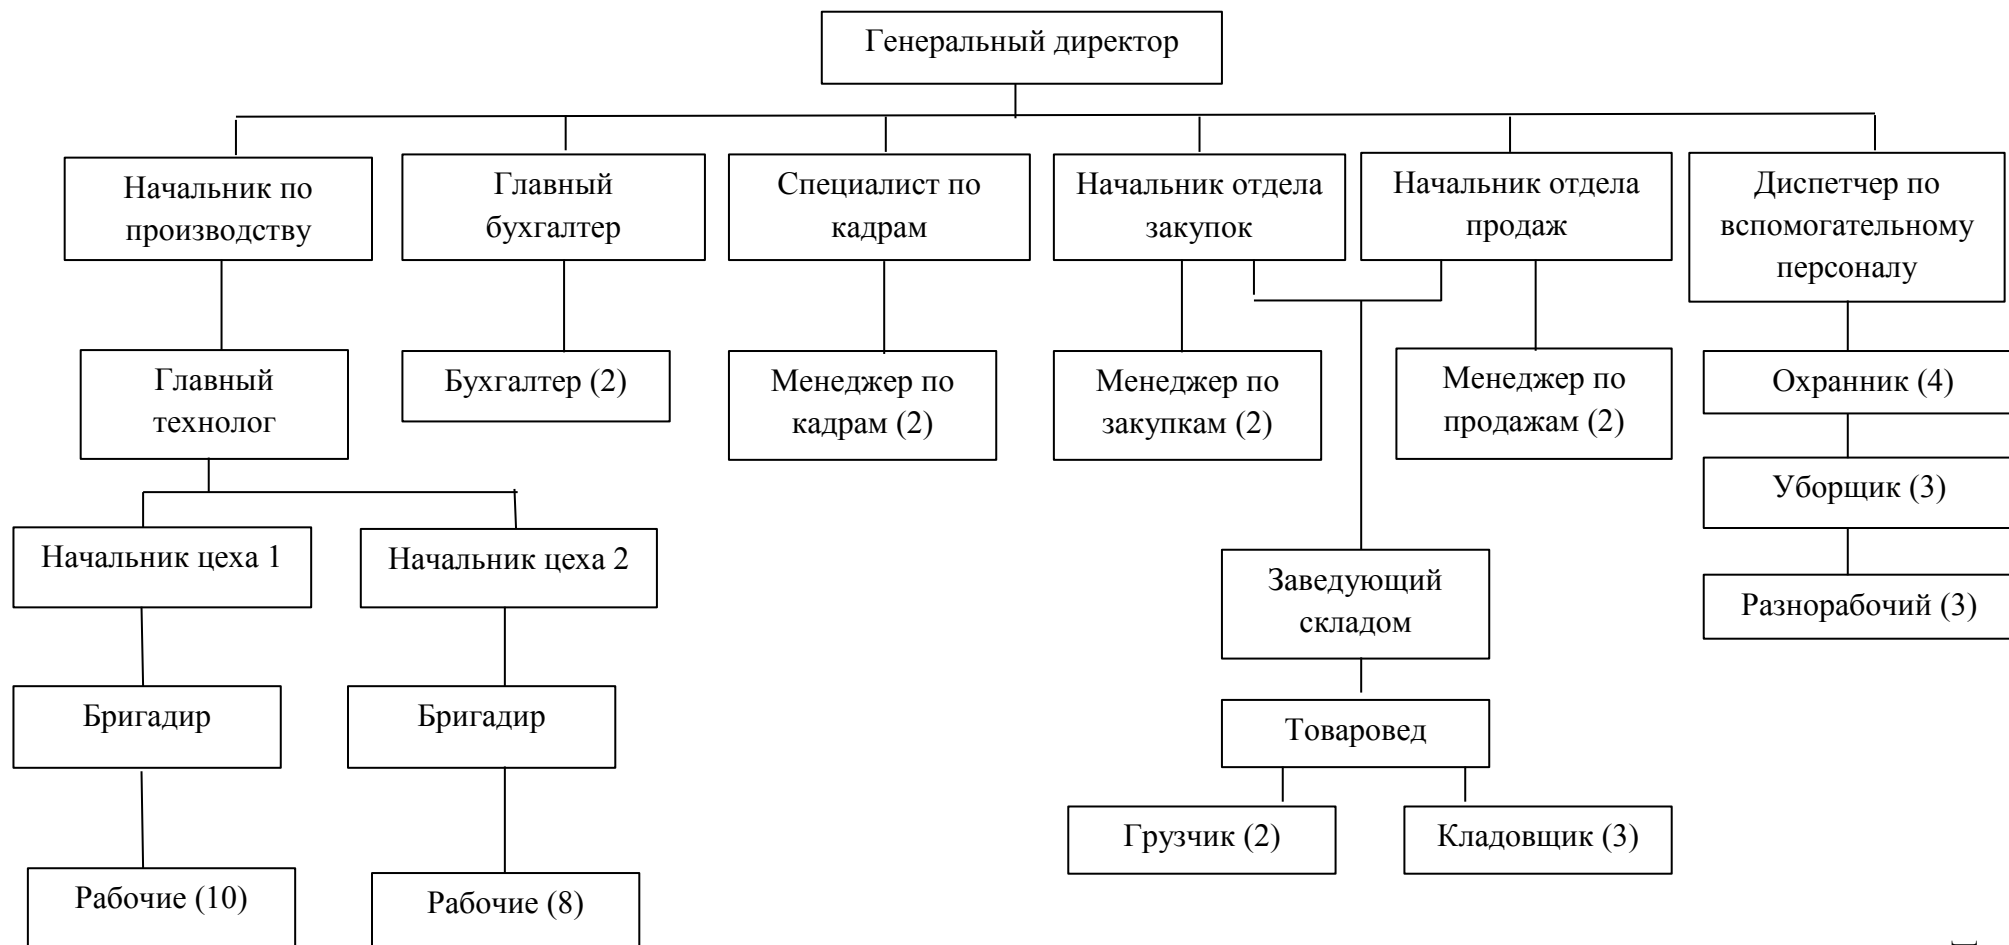 Генеральный директор
Начальник по
производству
Главный
бухгалтер
Специалист по
кадрам
Начальник отдела
закупок
Начальник отдела
продаж
Диспетчер по
вспомогательному
персоналу
Главный
технолог
Бухгалтер (2)
Менеджер по
кадрам (2)
Менеджер по
закупкам (2)
Менеджер по
продажам (2)
Охранник (4)
Уборщик (3)
Разнорабочий (3)
Начальник цеха 1
Начальник цеха 2
Заведующий
складом
Бригадир
Бригадир
Товаровед
Грузчик (2)
Кладовщик (3)
Рабочие (10)
Рабочие (8)